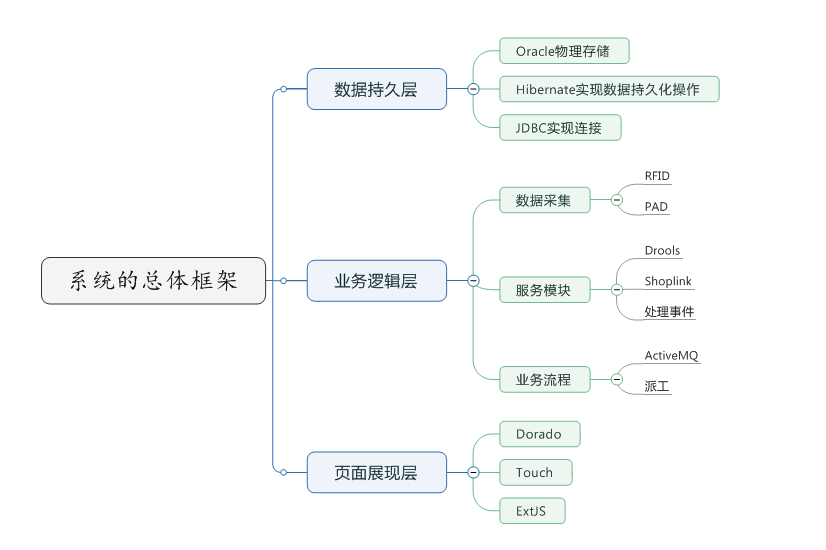 系统的总体框架
数据持久层
Oracle物理存储
Hibernate实现数据持久化操作
JDBC实现连接
业务逻辑层
数据采集
RFID
PAD
服务模块
Drools
Shoplink
处理事件
业务流程
ActiveMQ
派工
页面展现层
Dorado
Touch
ExtJS